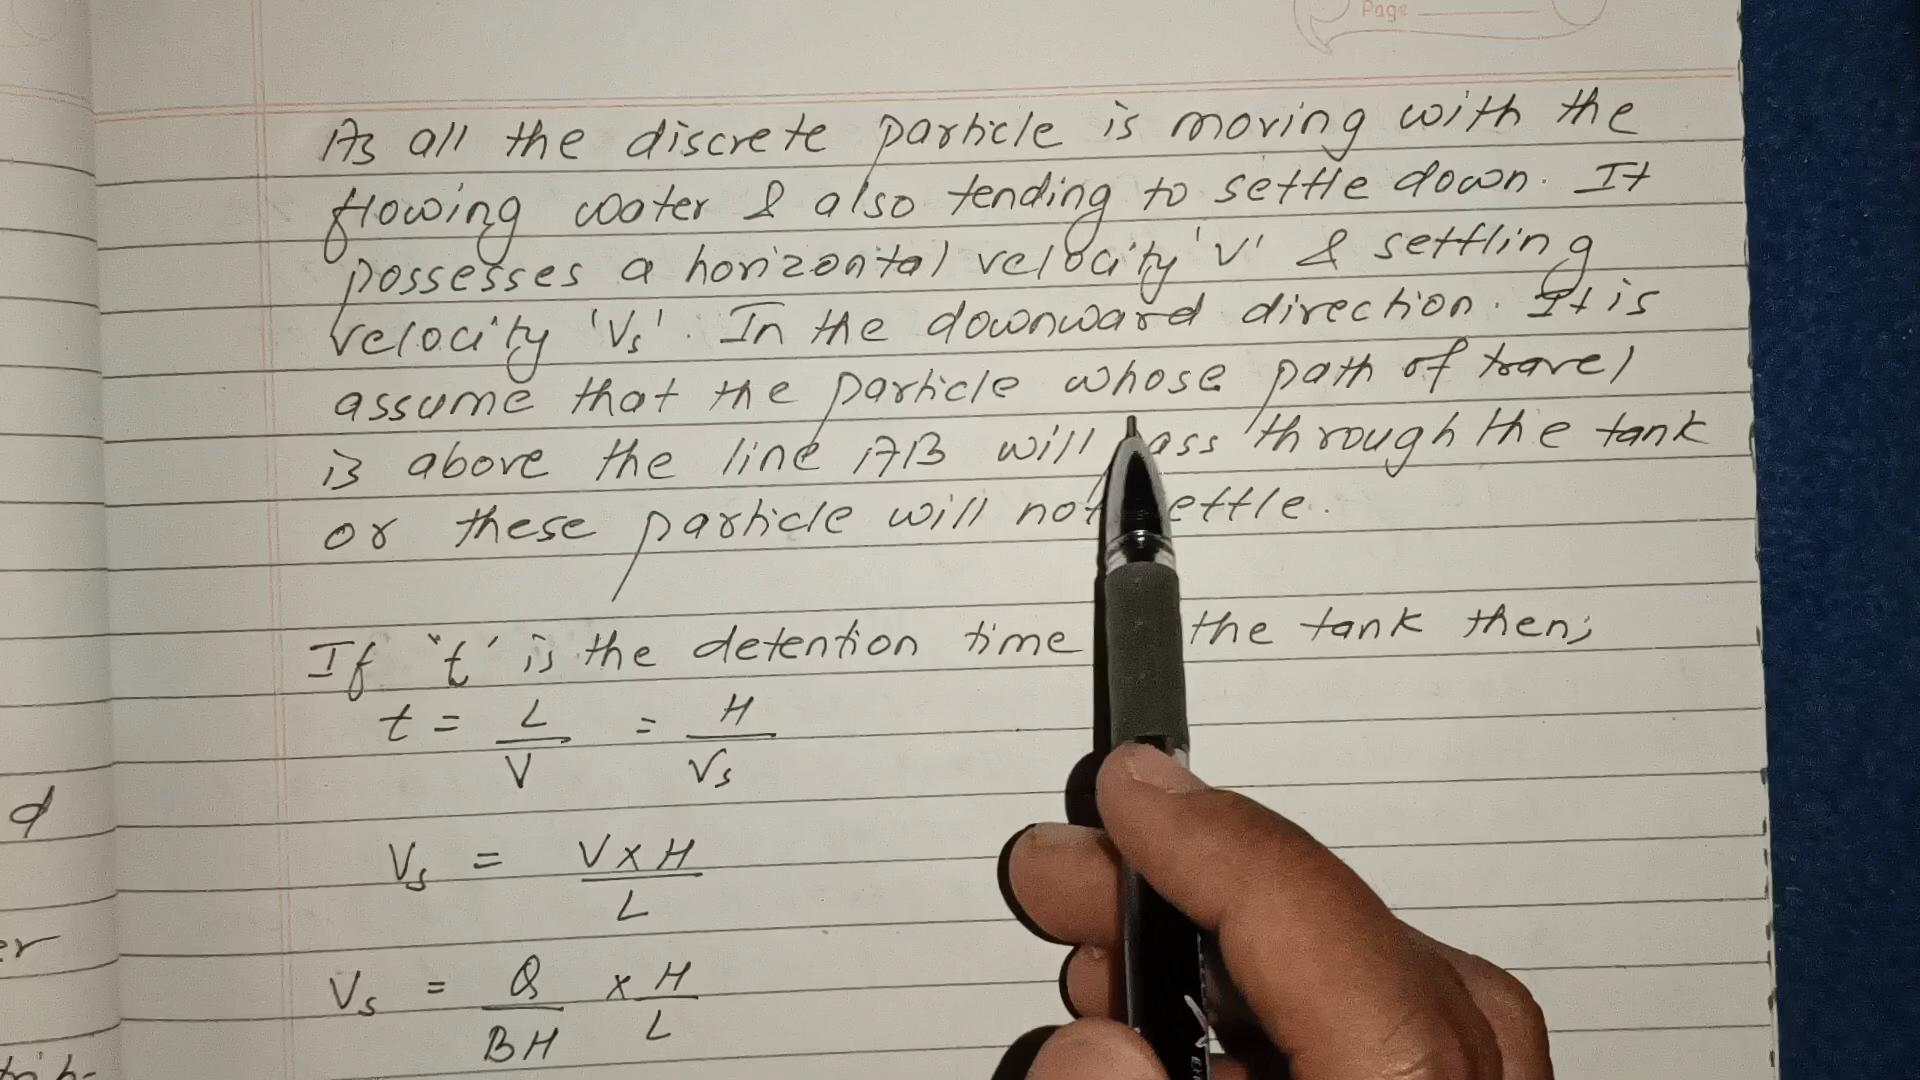 Page
As all the discrete particle is moving with the
flowing water & also tending to settle down. It
possesses a horizontal velocity 'V' & settling
velocity 'Vs'. In the downward direction. It is
assume that the particle whose path of travel
is above the line AB will pass through the tank
or these particle will not settle.
If 't' is the detention time the tank then;
t = L/V = H/Vs
Vs = V x H / L
Vs = Q/BH x H/L
d
er